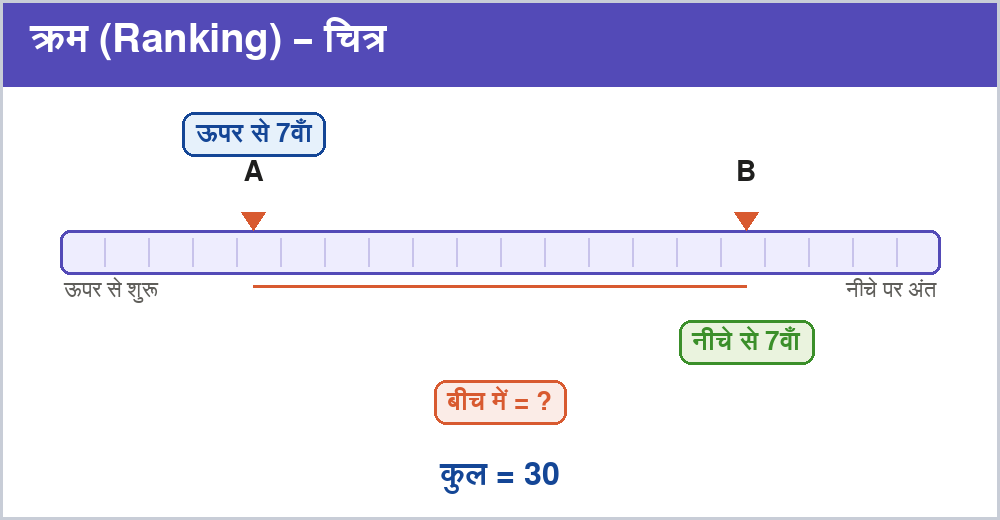 क्रम (Ranking) – चित्र
ऊपर से 7वाँ
A
B
ऊपर से शुरू
नीचे पर अंत
नीचे से 7वाँ
बीच में = ?
कुल = 30